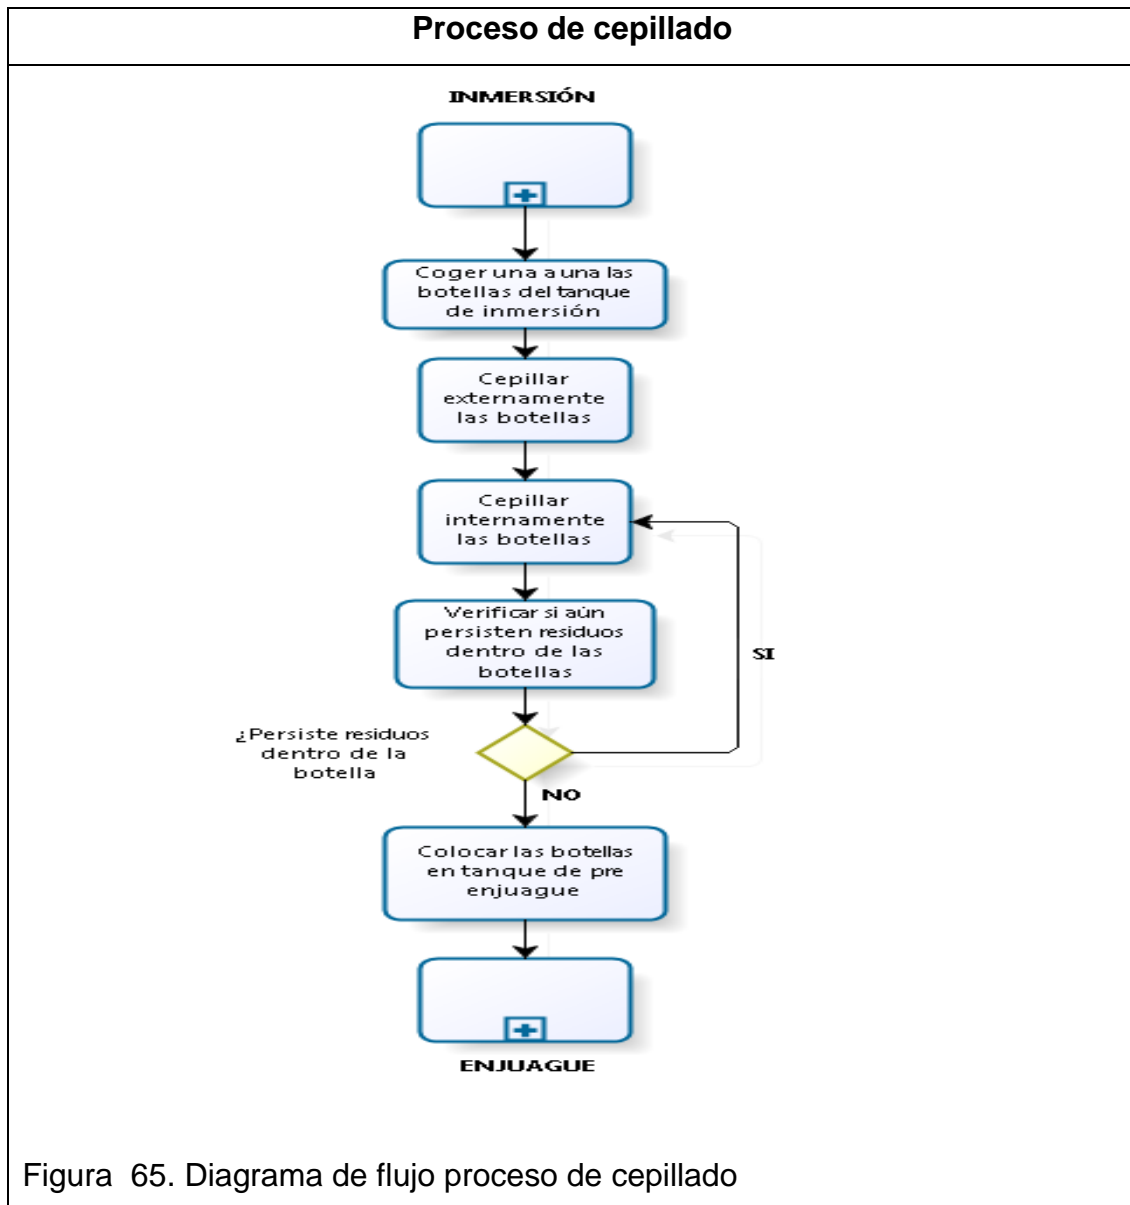 Proceso de cepillado
INMERSIÓN
Coger una a una las
botellas del tanque
de inmersión
Cepillar
externamente
las botellas
Cepillar
internamente
las botellas
Verificar si aún
persisten residuos
dentro de las
botellas
SI
¿Persiste residuos
dentro de la
botella
NO
Colocar las botellas
en tanque de pre
enjuague
ENJUAGUE
Figura  65. Diagrama de flujo proceso de cepillado